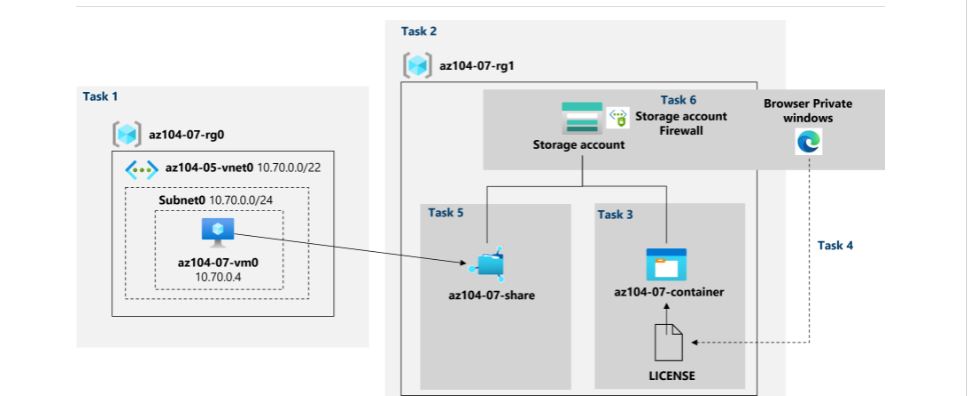 Task 2
az104-07-rg1
Task 1
az104-07-rg0
az104-05-vnet0 10.70.0.0/22
Subnet0 10.70.0.0/24
az104-07-vm0
10.70.0.4
Task 6
Storage account
Firewall
Storage account
Browser Private
windows
Task 5
az104-07-share
Task 3
az104-07-container
LICENSE
Task 4